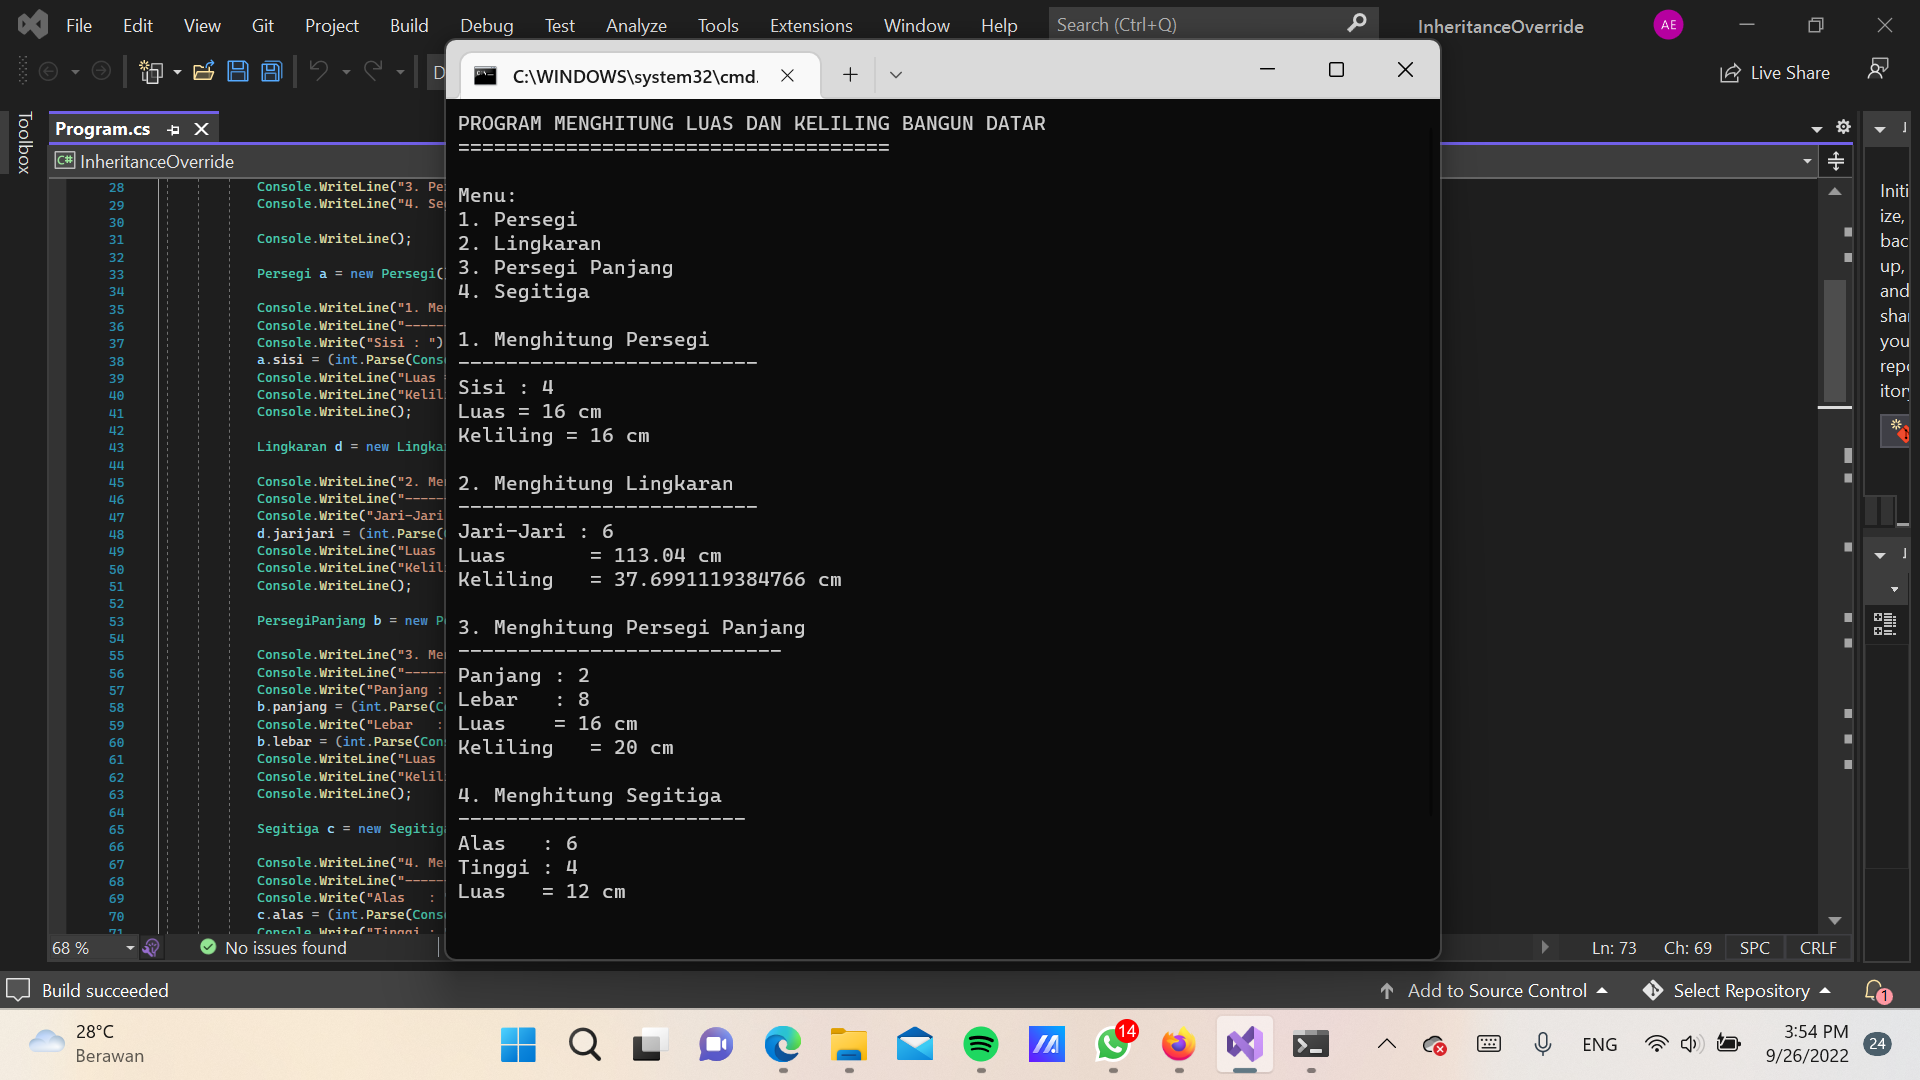 File Edit View Git Project Build Debug Test Analyze Tools Extensions Window Help Search (Ctrl+Q) InheritanceOverride AE
Live Share
C:\WINDOWS\system32\cmd.
Toolbox
Program.cs
C# InheritanceOverride
28 Console.WriteLine("3. Pe
29 Console.WriteLine("4. Se
30
31 Console.WriteLine();
32
33 Persegi a = new Persegi(
34
35 Console.WriteLine("1. Me
36 Console.WriteLine("-----
37 Console.Write("Sisi : ")
38 a.sisi = (int.Parse(Cons
39 Console.WriteLine("Luas
40 Console.WriteLine("Kelil
41 Console.WriteLine();
42
43 Lingkaran d = new Lingka
44
45 Console.WriteLine("2. Me
46 Console.WriteLine("-----
47 Console.Write("Jari-Jari
48 d.jarijari = (int.Parse(
49 Console.WriteLine("Luas
50 Console.WriteLine("Kelil
51 Console.WriteLine();
52
53 PersegiPanjang b = new P
54
55 Console.WriteLine("3. Me
56 Console.WriteLine("-----
57 Console.Write("Panjang :
58 b.panjang = (int.Parse(C
59 Console.Write("Lebar   :
60 b.lebar = (int.Parse(Con
61 Console.WriteLine("Luas
62 Console.WriteLine("Kelil
63 Console.WriteLine();
64
65 Segitiga c = new Segitig
66
67 Console.WriteLine("4. Me
68 Console.WriteLine("-----
69 Console.Write("Alas   :
70 c.alas = (int.Parse(Cons
71 Console.Write("Tinggi :
PROGRAM MENGHITUNG LUAS DAN KELILING BANGUN DATAR
====================================
Menu:
1. Persegi
2. Lingkaran
3. Persegi Panjang
4. Segitiga
1. Menghitung Persegi
-------------------------
Sisi : 4
Luas = 16 cm
Keliling = 16 cm
2. Menghitung Lingkaran
-------------------------
Jari-Jari : 6
Luas       = 113.04 cm
Keliling   = 37.6991119384766 cm
3. Menghitung Persegi Panjang
---------------------------
Panjang : 2
Lebar   : 8
Luas    = 16 cm
Keliling   = 20 cm
4. Menghitung Segitiga
------------------------
Alas   : 6
Tinggi : 4
Luas   = 12 cm
Initi
ize,
bac
up,
and
shar
you
repo
itory
68 % No issues found Ln: 73 Ch: 69 SPC CRLF
Build succeeded Add to Source Control Select Repository 1
28°C
Berawan
14
ENG
3:54 PM
9/26/2022
24